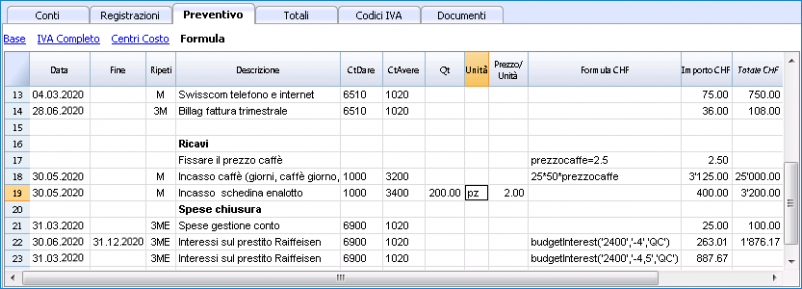 Conti Registrazioni Preventivo Totali Codici IVA Documenti
Base IVA Completo Centri Costo Formula
Data Fine Ripeti Descrizione CtDare CtAvere Qt Unità Prezzo/ Unità Formula CHF Importo CHF Totale CHF
13 04.03.2020 M Swisscom telefono e internet 6510 1020 75.00 750.00
14 28.06.2020 3M Billag fattura trimestrale 6510 1020 36.00 108.00
15
16 Ricavi
17 Fissare il prezzo caffè prezzocaffe=2.5 2.50
18 30.05.2020 M Incasso caffè (giorni, caffè giorno, 1000 3200 25*50*prezzocaffe 3'125.00 25'000.00
19 30.05.2020 M Incasso schedina enalotto 1000 3400 200.00 pz 2.00 400.00 3'200.00
20 Spese chiusura
21 31.03.2020 3ME Spese gestione conto 6900 1020 25.00 100.00
22 30.06.2020 31.12.2020 3ME Interessi sul prestito Raiffeisen 6900 1020 budgetInterest('2400','-4','QC') 263.01 1'876.17
23 31.03.2020 3ME Interessi sul prestito Raiffeisen 6900 1020 budgetInterest('2400','-4,5','QC') 887.67